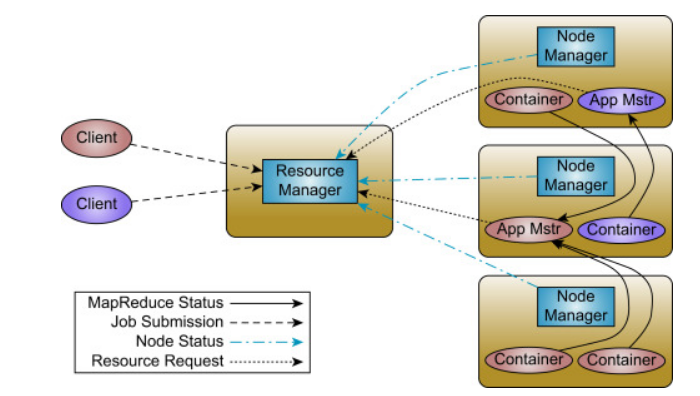 Node
Manager
Container
App Mstr
Client
Resource
Manager
Client
Node
Manager
App Mstr
Container
MapReduce Status
Job Submission
Node Status
Resource Request
Node
Manager
Container
Container